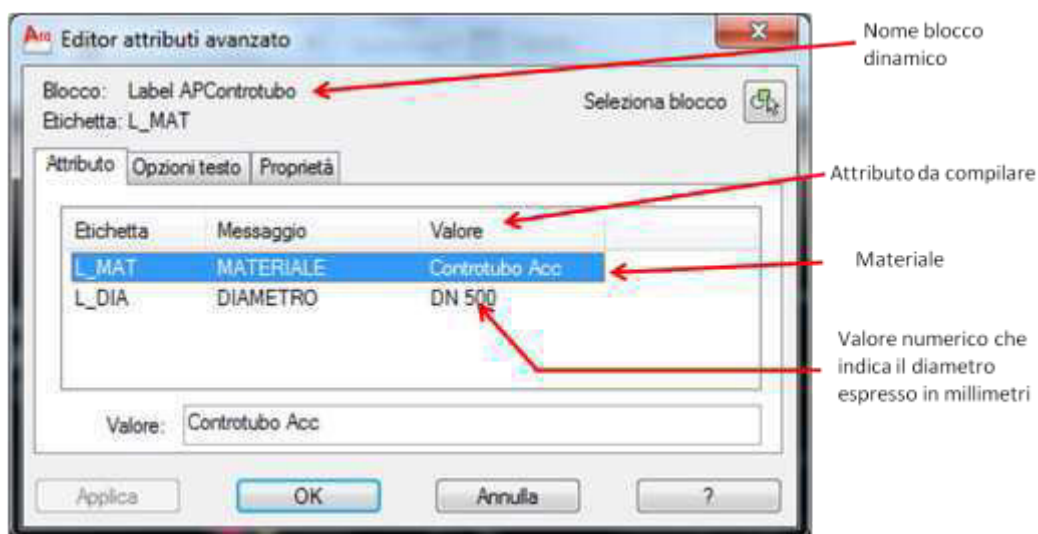 Editor attributi avanzato
Nome blocco
dinamico
Blocco: Label APControtubo
Seleziona blocco
Etichetta: L_MAT
Attributo Opzioni testo Proprietà
Attributo da compilare
Etichetta Messaggio Valore
L_MAT MATERIALE Controtubo Acc
Materiale
L_DIA DIAMETRO DN 500
Valore numerico che
indica il diametro
espresso in millimetri
Valore: Controtubo Acc
Applica OK Annulla ?